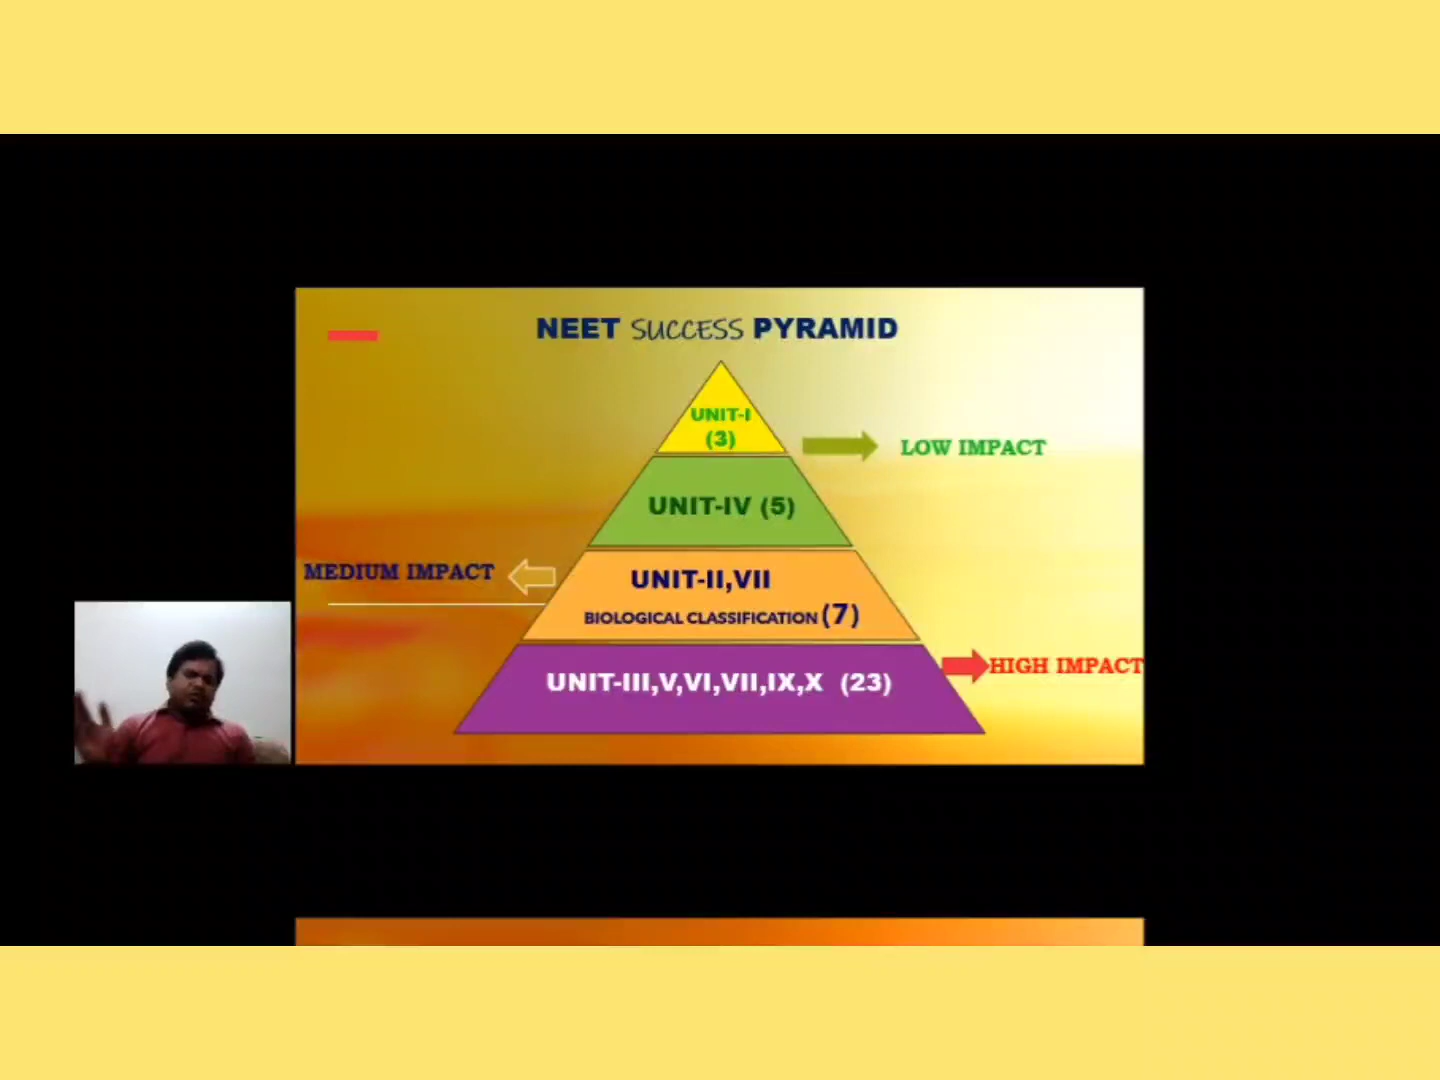 NEET SUCCESS PYRAMID
UNIT-I
(3)
LOW IMPACT
UNIT-IV (5)
MEDIUM IMPACT
UNIT-II,VII
BIOLOGICAL CLASSIFICATION (7)
HIGH IMPACT
UNIT-III,V,VI,VII,IX,X (23)